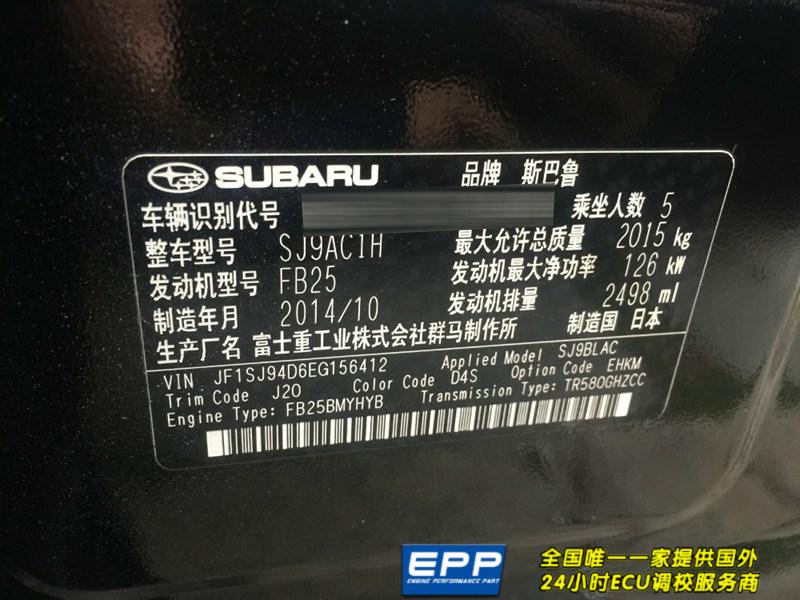 SUBARU 品牌 斯巴鲁
车辆识别代号 乘坐人数 5
整车型号 SJ9AC1H 最大允许总质量 2015 kg
发动机型号 FB25 发动机最大净功率 126 kW
制造年月 2014/10 发动机排量 2498 ml
生产厂名 富士重工业株式会社群马制作所 制造国 日本
VIN JF1SJ94D6EG156412 Applied Model SJ9BLAC
Trim Code J20 Color Code D4S Option Code EHKM
Engine Type: FB25BMYHYB Transmission Type: TR580GHZCC
EPP
ENGINE PERFORMANCE PART
全国唯一一家提供国外
24小时ECU调校服务商